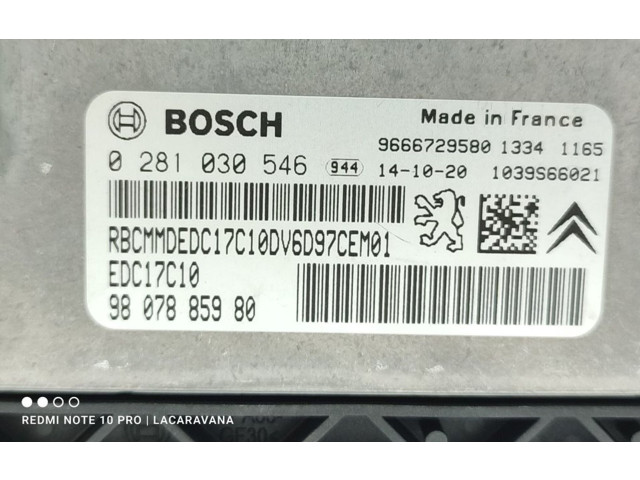 BOSCH
Made in France
9666729580 1334 1165
0 281 030 546 944 14-10-20 1039S66021
RBCMMDEDC17C10DV6D97CEM01
EDC17C10
98 078 859 80
REDMI NOTE 10 PRO | LACARAVANA